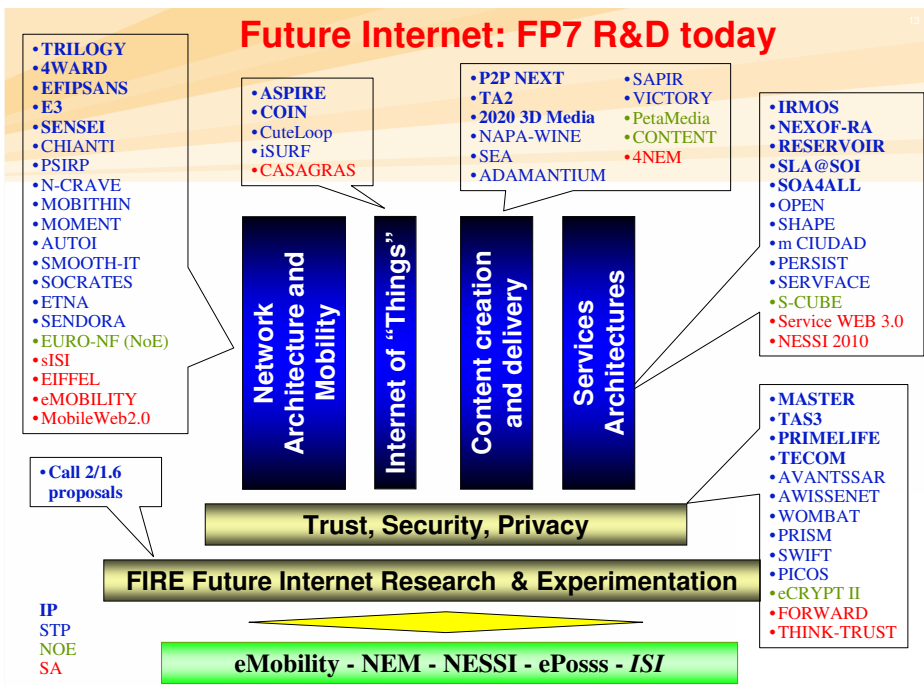 13
Future Internet: FP7 R&D today
•TRILOGY
•4WARD
•EFIPSANS
•E3
•SENSEI
•CHIANTI
•PSIRP
•N-CRAVE
•MOBITHIN
•MOMENT
•AUTOI
•SMOOTH-IT
•SOCRATES
•ETNA
•SENDORA
•EURO-NF (NoE)
•sISI
•EIFFEL
•eMOBILITY
•MobileWeb2.0
•ASPIRE
•COIN
•CuteLoop
•iSURF
•CASAGRAS
•P2P NEXT
•TA2
•2020 3D Media
•NAPA-WINE
•SEA
•ADAMANTIUM
•SAPIR
•VICTORY
•PetaMedia
•CONTENT
•4NEM
•IRMOS
•NEXOF-RA
•RESERVOIR
•SLA@SOI
•SOA4ALL
•OPEN
•SHAPE
•m CIUDAD
•PERSIST
•SERVFACE
•S-CUBE
•Service WEB 3.0
•NESSI 2010
Network
Architecture and
Mobility
Internet of “Things”
Content creation
and delivery
Services
Architectures
•MASTER
•TAS3
•PRIMELIFE
•TECOM
•AVANTSSAR
•AWISSENET
•WOMBAT
•PRISM
•SWIFT
•PICOS
•eCRYPT II
•FORWARD
•THINK-TRUST
•Call 2/1.6
proposals
Trust, Security, Privacy
FIRE Future Internet Research & Experimentation
IP
STP
NOE
SA
eMobility - NEM - NESSI - ePosss - ISI